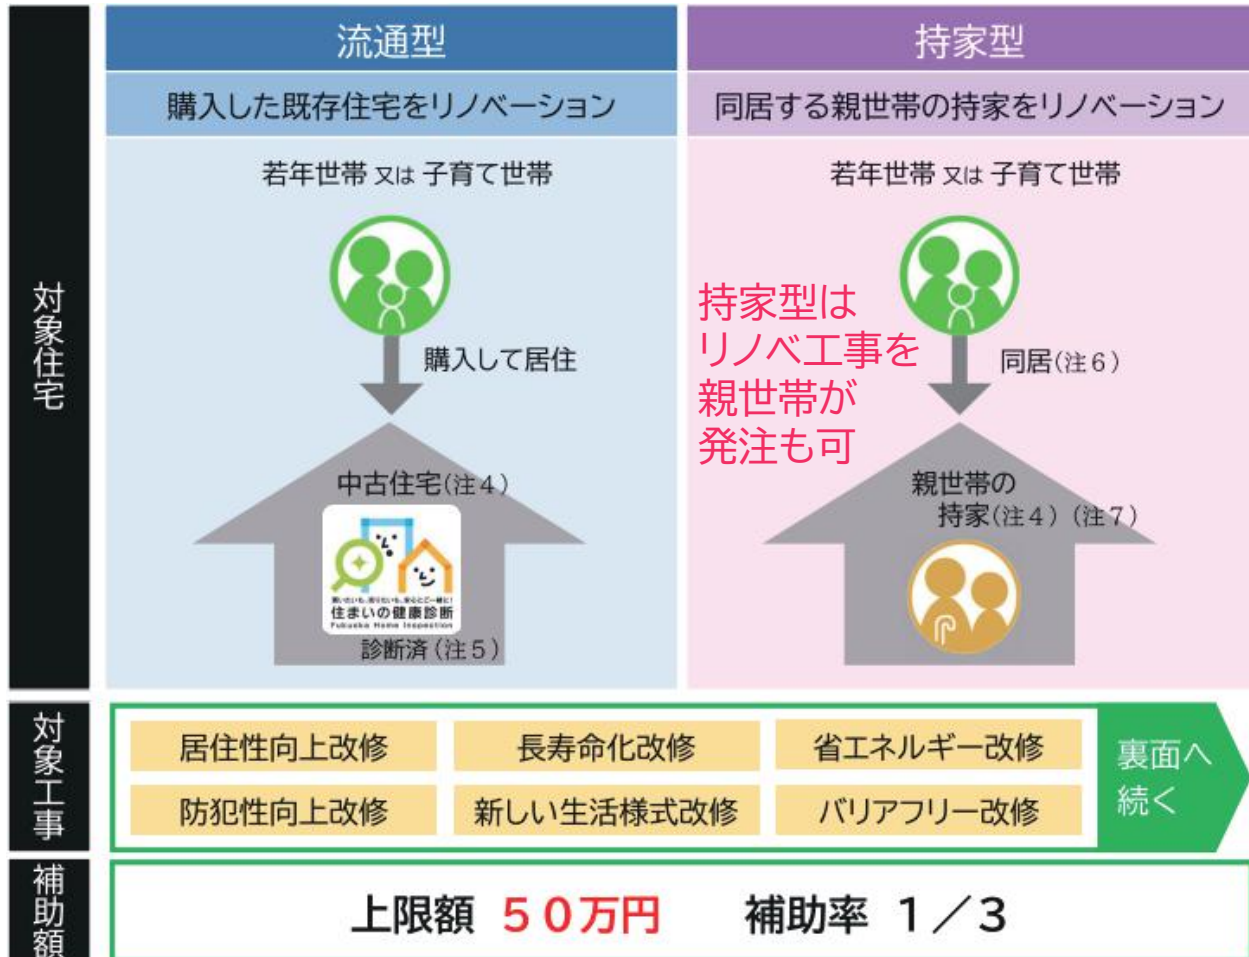 対象住宅
流通型
購入した既存住宅をリノベーション
若年世帯 又は 子育て世帯
購入して居住
中古住宅(注4)
住まいの健康診断
Fukuoka Home Inspection
診断済(注5)
持家型
同居する親世帯の持家をリノベーション
若年世帯 又は 子育て世帯
持家型は
リノベ工事を
親世帯が
発注も可
同居(注6)
親世帯の
持家(注4)(注7)
対象工事
居住性向上改修 長寿命化改修 省エネルギー改修
防犯性向上改修 新しい生活様式改修 バリアフリー改修
裏面へ
続く
補助額
上限額 50万円 補助率 1/3